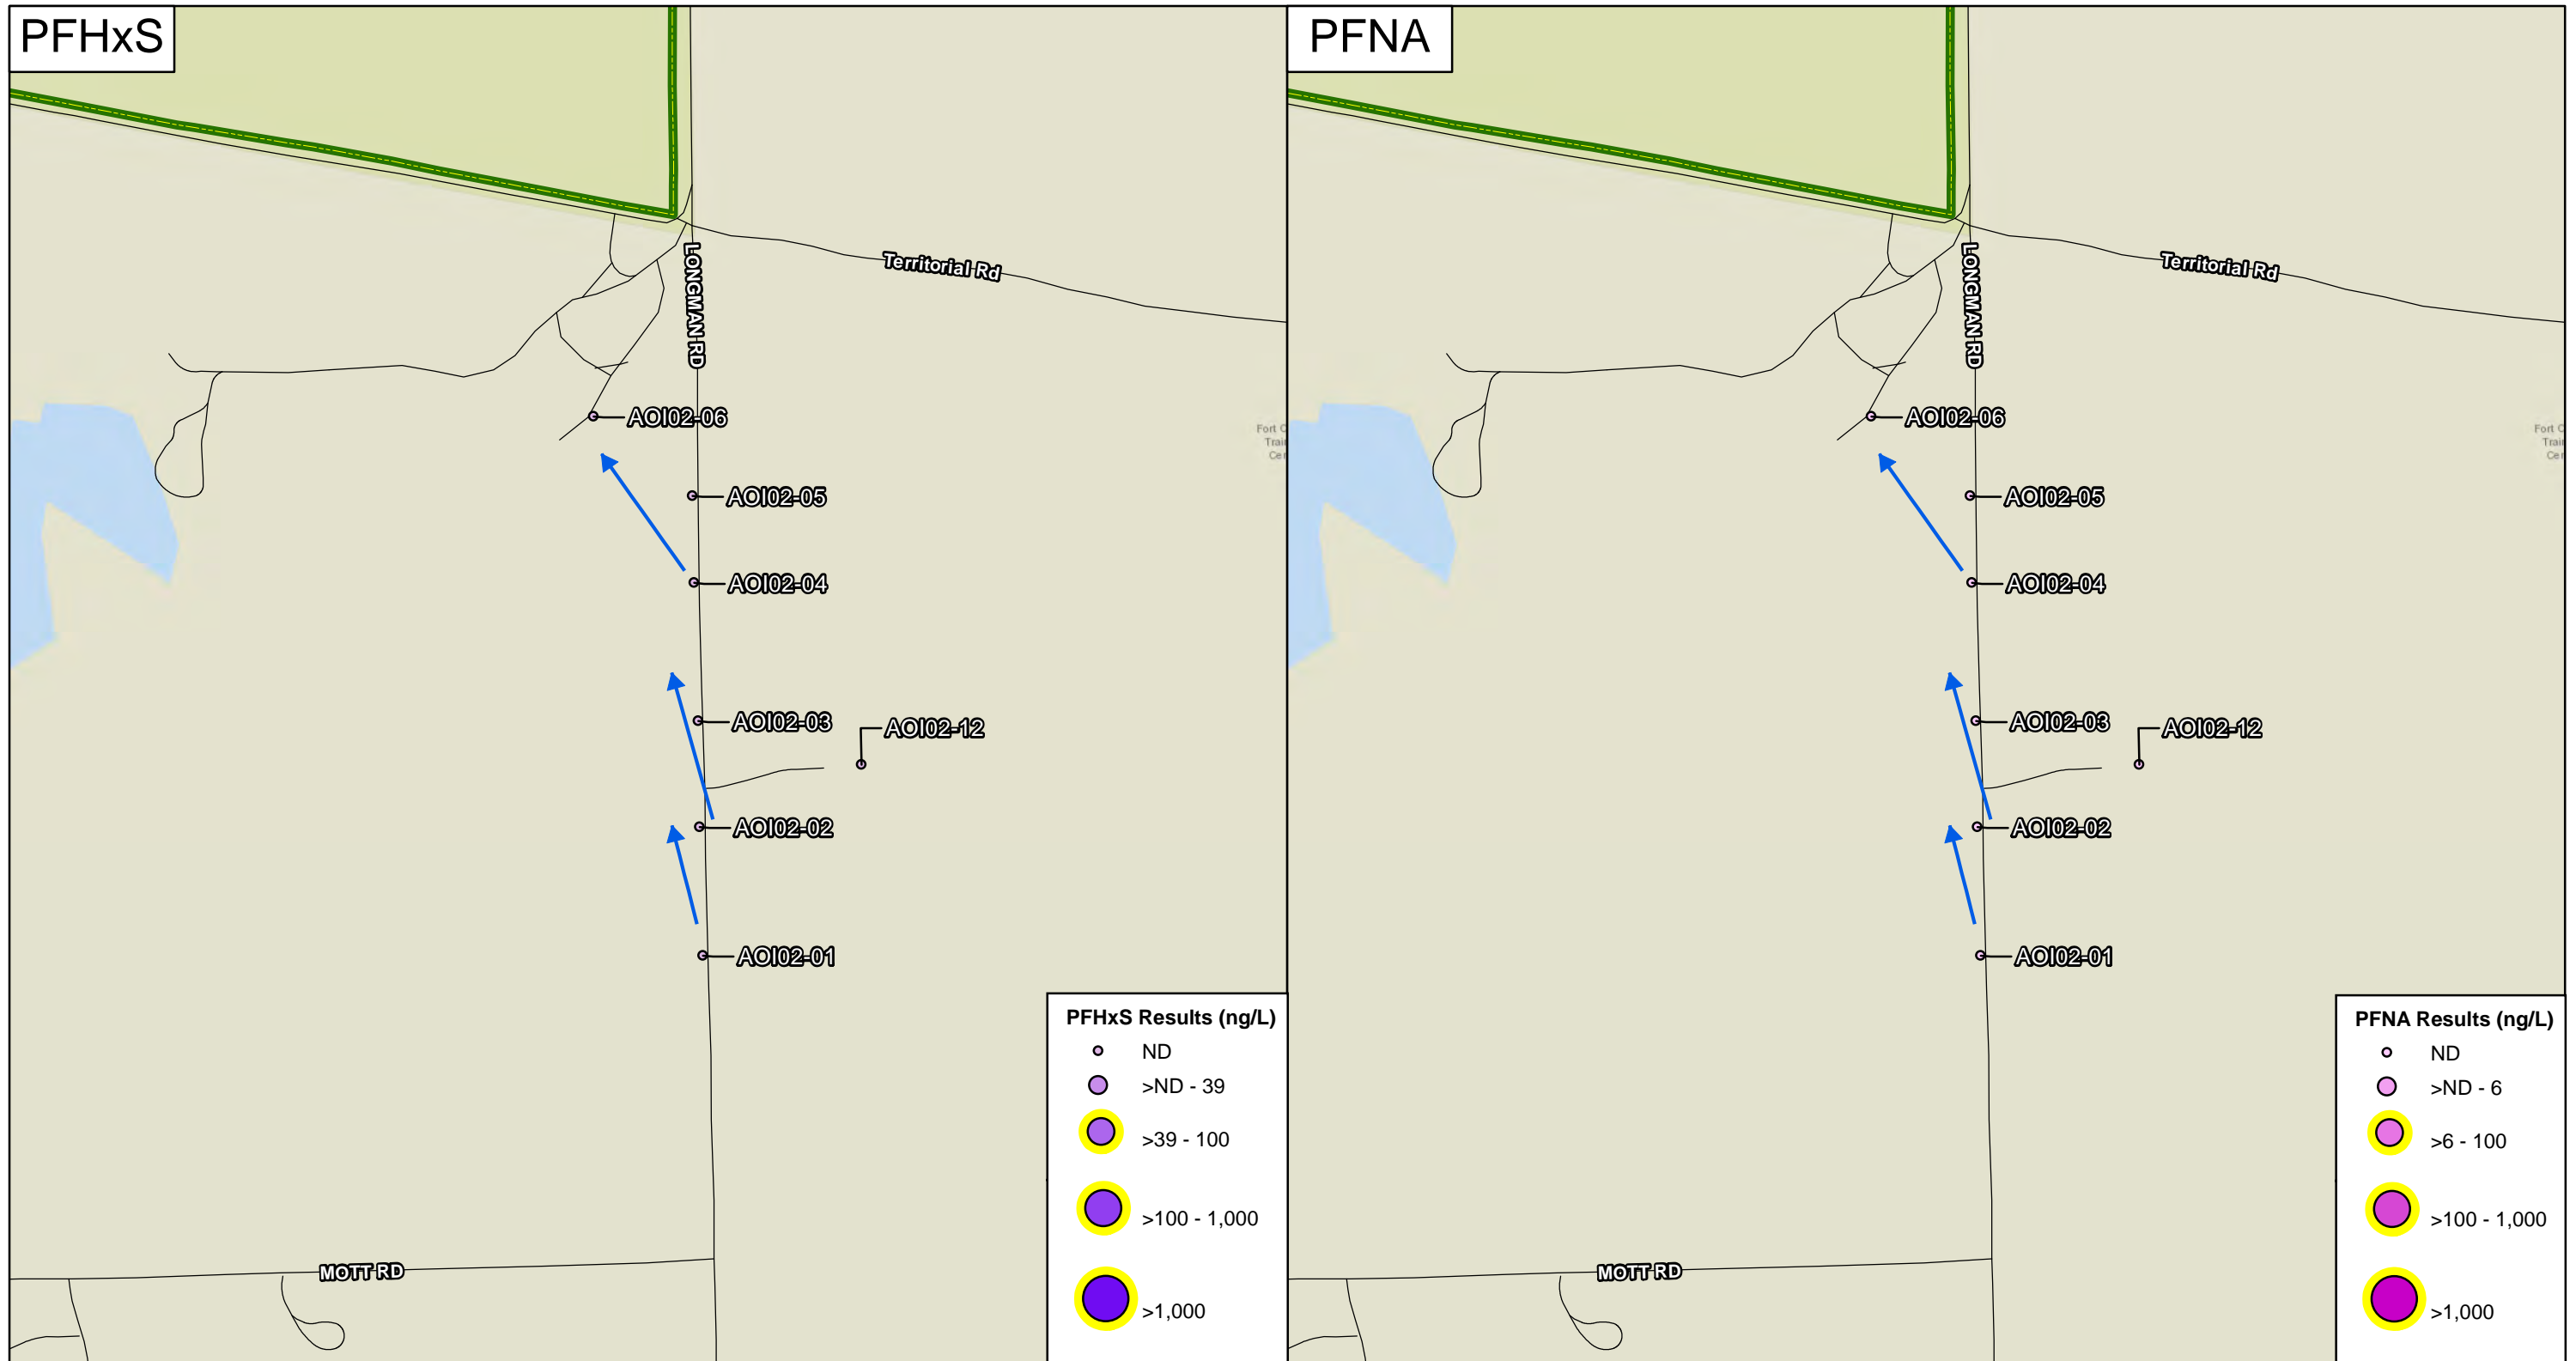 PFHxS
LONGMAN RD
Territorial Rd
AOI02-06
Fort
AOI02-05
AOI02-04
AOI02-03
AOI02-12
AOI02-02
AOI02-01
MOTT RD
PFHxS Results (ng/L)
ND
>ND - 39
>39 - 100
>100 - 1,000
>1,000
PFNA
LONGMAN RD
Territorial Rd
AOI02-06
Fort
AOI02-05
AOI02-04
AOI02-03
AOI02-12
AOI02-02
AOI02-01
MOTT RD
PFNA Results (ng/L)
ND
>ND - 6
>6 - 100
>100 - 1,000
>1,000